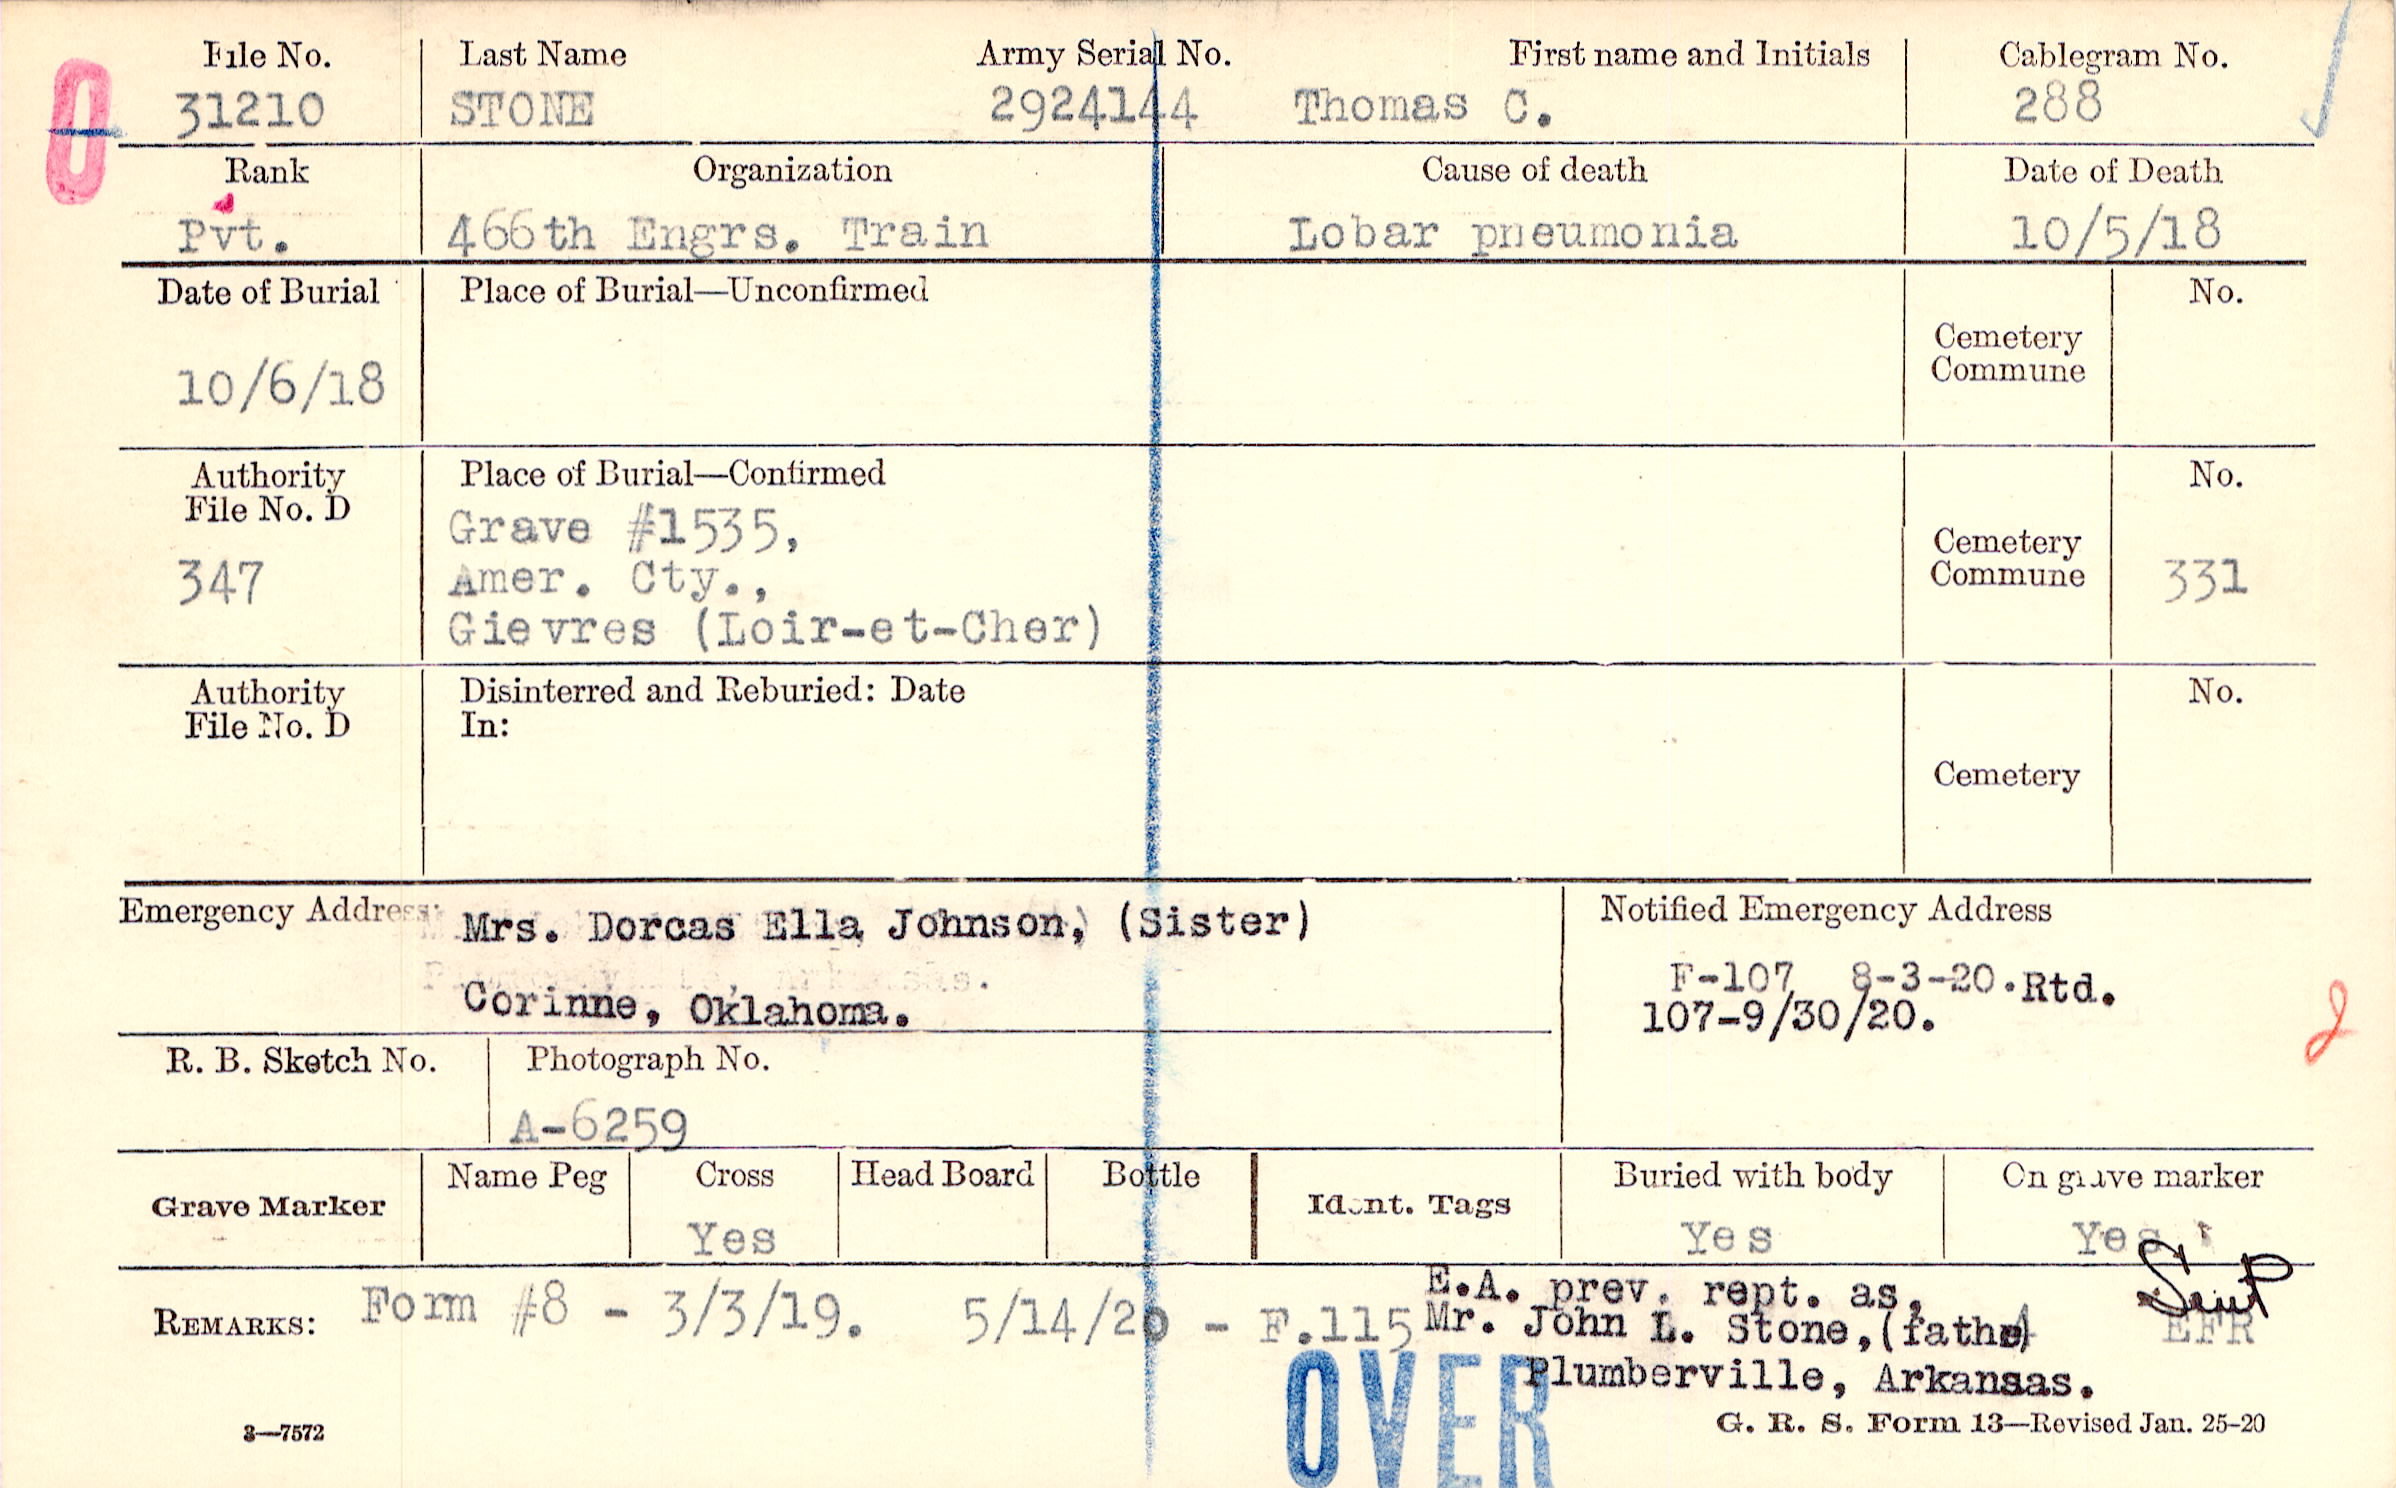 File No. Last Name Army Serial No. First name and Initials Cablegram No.
31210 STONE 2924144 Thomas C. 288
Rank Organization Cause of death Date of Death
Pvt. 466th Engrs. Train Lobar pneumonia 10/5/18
Date of Burial Place of Burial—Unconfirmed No.
Cemetery
Commune
10/6/18
Authority Place of Burial—Confirmed No.
File No. D
Grave #1535,
347 Amer. Cty., Cemetery
Commune 331
Gievres (Loir-et-Cher)
Authority Disinterred and Reburied: Date No.
File No. D In:
Cemetery
Emergency Address: Mrs. Dorcas Ella Johnson, (Sister) Notified Emergency Address
Corinne, Oklahoma. F-107 8-3-20. Rtd.
107-9/30/20.
2
R. B. Sketch No. Photograph No.
A-6259
Grave Marker Name Peg Cross Head Board Bottle Ident. Tags Buried with body On grave marker
Yes Yes Yes
REMARKS: Form #8 - 3/3/19. 5/14/20 - F.115 E.A. prev. rept. as,
Mr. John L. Stone, (father) EFR
Plumberville, Arkansas.
OVER
3—7572 G. R. S. Form 13—Revised Jan. 25-20